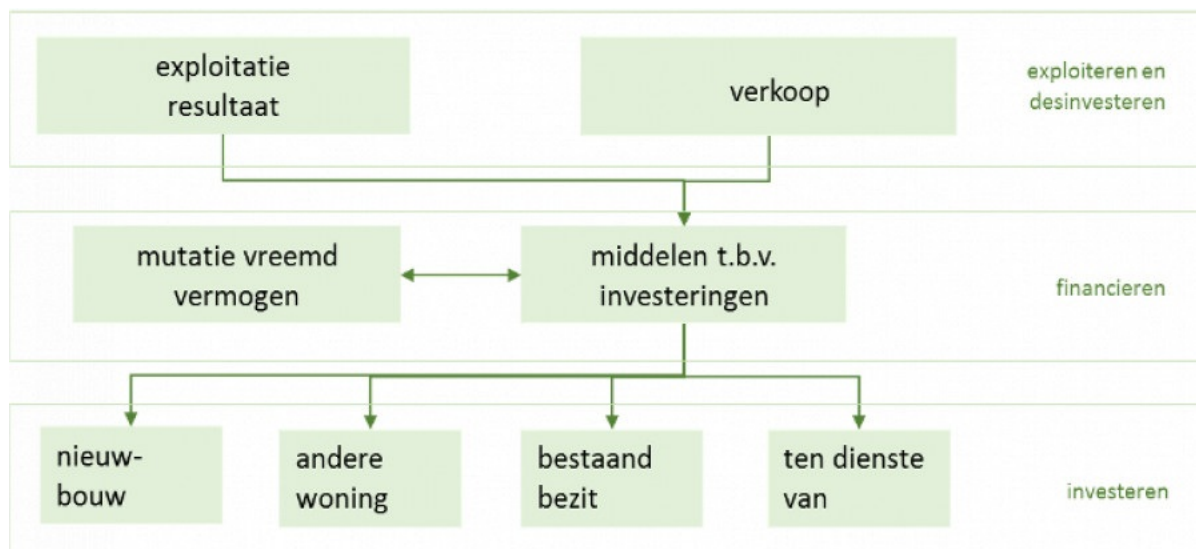 exploitatie
resultaat
verkoop
exploiteren en
desinvesteren
mutatie vreemd
vermogen
middelen t.b.v.
investeringen
financieren
nieuw-
bouw
andere
woning
bestaand
bezit
ten dienste
van
investeren